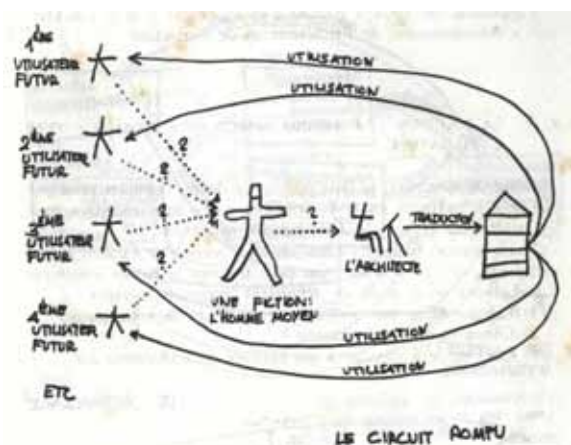 1ÈME
UTILISATEUR
FUTUR
UTILISATION
UTILISATION
?
2ÈME
UTILISATEUR
FUTUR
?
3ÈME
UTILISATEUR
FUTUR
?
?
TRADUCTION
L'ARCHITECTE
UNE FICTION:
L'HOMME MOYEN
?
4ÈME
UTILISATEUR
FUTUR
UTILISATION
UTILISATION
ETC
LE CIRCUIT ROMPU